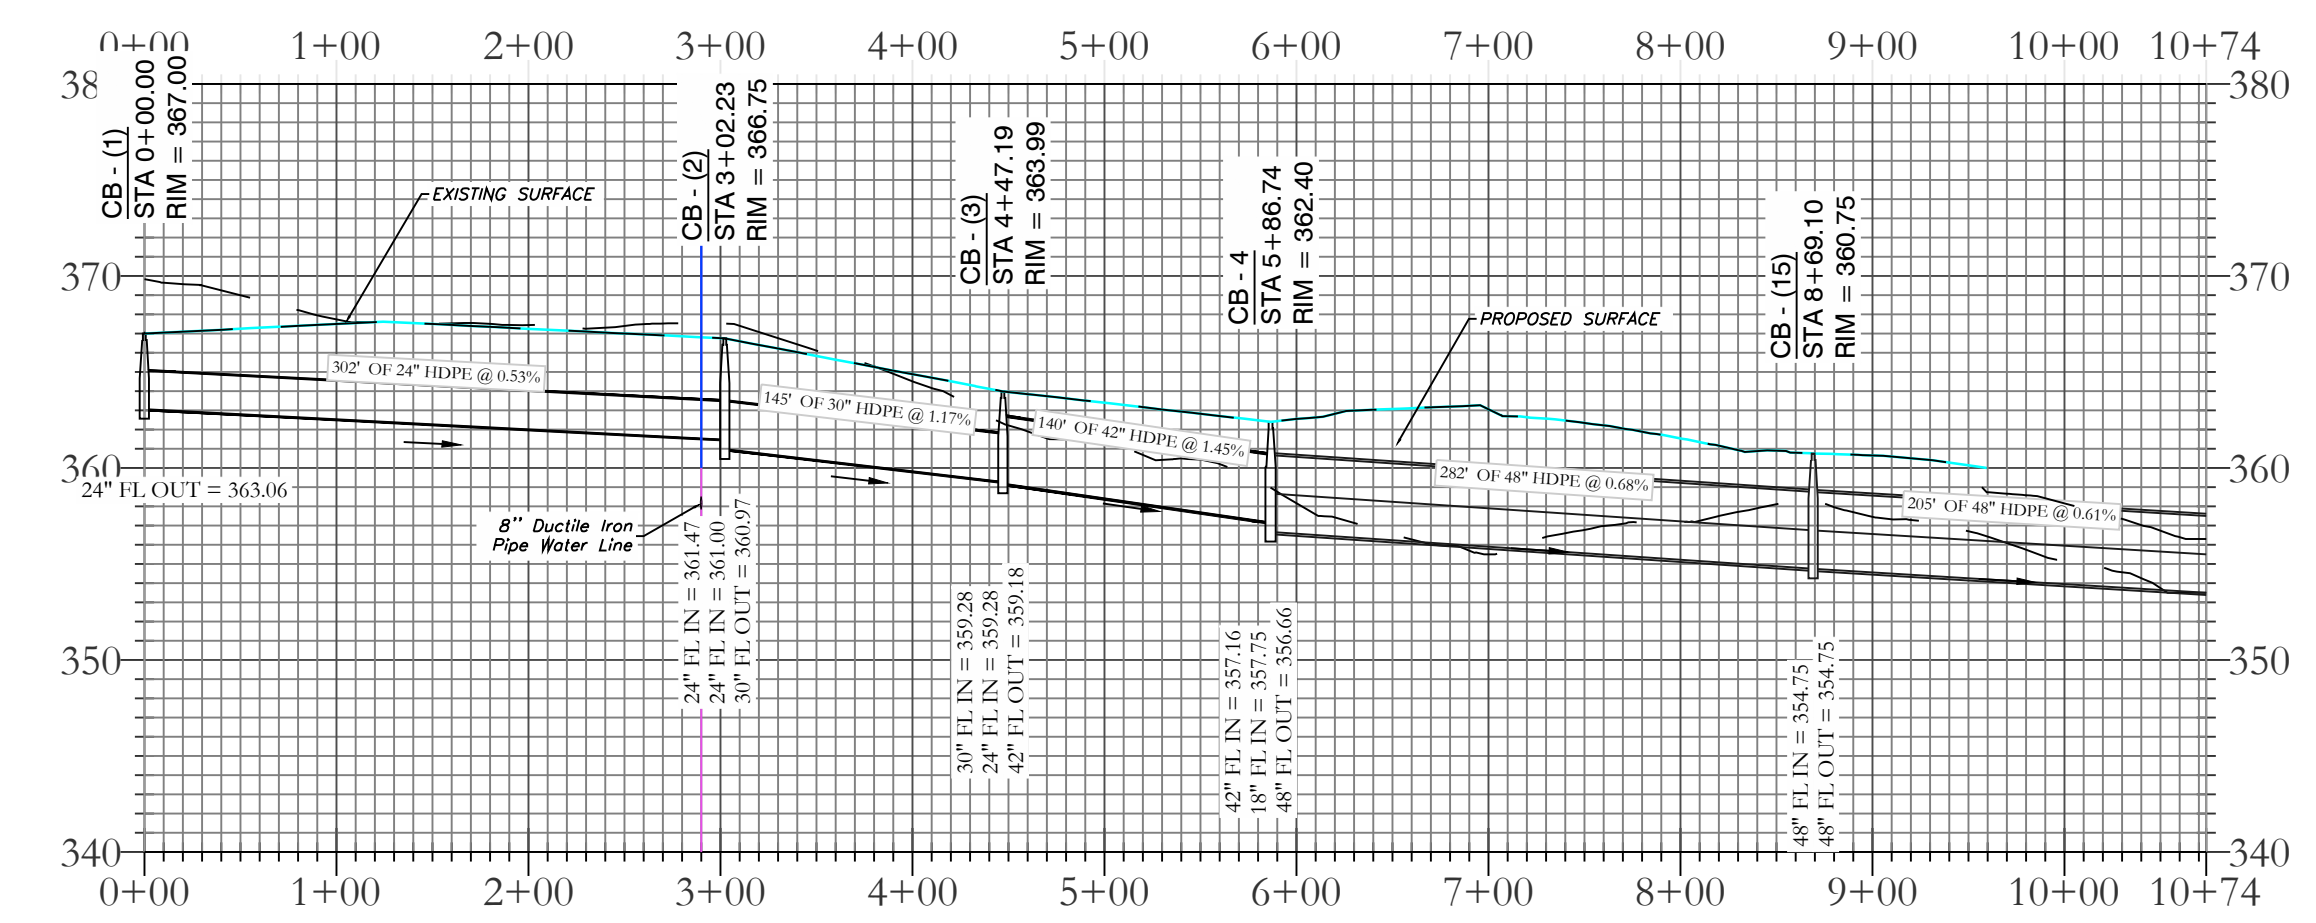 0+00 1+00 2+00 3+00 4+00 5+00 6+00 7+00 8+00 9+00 10+00 10+74
38 380
CB - (1)
STA 0+00.00
RIM = 367.00
CB - (2)
STA 3+02.23
RIM = 366.75
CB - (3)
STA 4+47.19
RIM = 363.99
CB - 4
STA 5+86.74
RIM = 362.40
CB - (15)
STA 8+69.10
RIM = 360.75
EXISTING SURFACE
370 370
PROPOSED SURFACE
302' OF 24" HDPE @ 0.53%
145' OF 30" HDPE @ 1.17%
140' OF 42" HDPE @ 1.45%
282' OF 48" HDPE @ 0.68%
205' OF 48" HDPE @ 0.61%
360 360
24" FL OUT = 363.06
8'' Ductile Iron
Pipe Water Line
24" FL IN = 361.47
24" FL IN = 361.00
30" FL OUT = 360.97
30" FL IN = 359.28
24" FL IN = 359.28
42" FL OUT = 359.18
42" FL IN = 357.16
18" FL IN = 357.75
48" FL OUT = 356.66
48" FL IN = 354.75
48" FL OUT = 354.75
350 350
340 340
0+00 1+00 2+00 3+00 4+00 5+00 6+00 7+00 8+00 9+00 10+00 10+74